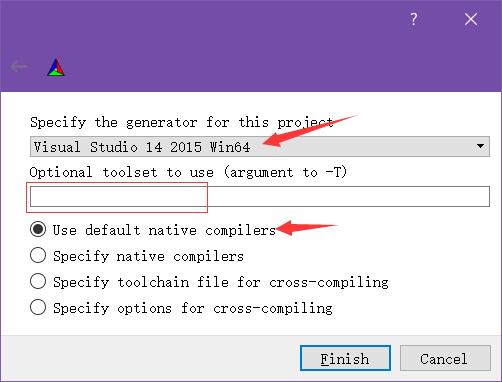 ?
Specify the generator for this project
Visual Studio 14 2015 Win64
Optional toolset to use (argument to -T)
Use default native compilers
Specify native compilers
Specify toolchain file for cross-compiling
Specify options for cross-compiling
Finish Cancel